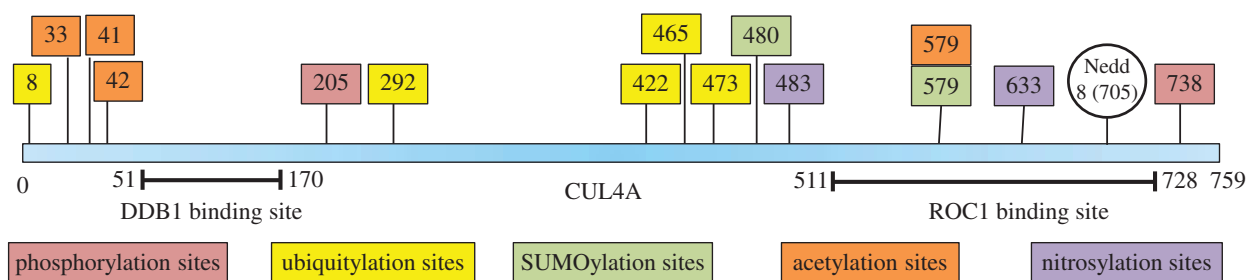 33 41 465 480 579 Nedd
8 42 205 292 422 473 483 579 633 8 (705) 738
0 51 170 CUL4A 511 728 759
DDB1 binding site ROC1 binding site
phosphorylation sites ubiquitylation sites SUMOylation sites acetylation sites nitrosylation sites